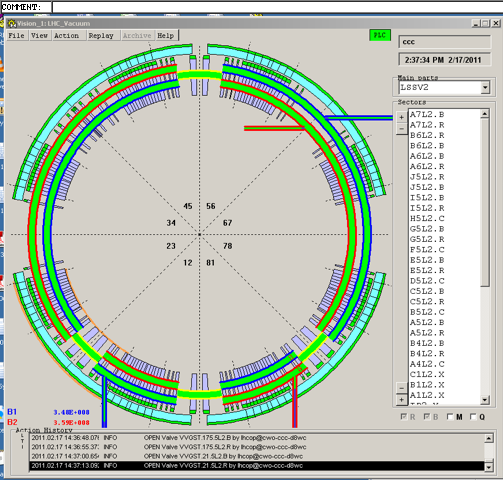 COMMENT:
Vision_1: LHC_Vacuum
File View Action Replay Archive Help
PLC
ccc
2:37:34 PM 2/17/2011
Main parts
LSSV2
Sectors
+
−
A7L2.B
A7L2.R
B6L2.R
B6L2.B
A6L2.B
A6L2.R
J5L2.R
J5L2.B
I5L2.B
I5L2.R
H5L2.C
G5L2.B
G5L2.R
F5L2.C
E5L2.B
E5L2.R
D5L2.C
C5L2.B
C5L2.R
B5L2.C
A5L2.B
A5L2.R
B4L2.B
B4L2.R
A4L2.C
C1L2.X
B1L2.X
A1L2.X
−
+
R B M Q
45 56
34 67
23 78
12 81
B1 3.48E+008
B2 3.59E+008
Action History
L
T
I
2011.02.17 14:36:48.07 INFO OPEN Valve VVGST.175.5L2.B by lhcop@cwo-ccc-d8wc
2011.02.17 14:36:55.37 INFO OPEN Valve VVGST.175.5L2.R by lhcop@cwo-ccc-d8wc
2011.02.17 14:37:00.65 INFO OPEN Valve VVGST.21.5L2.B by lhcop@cwo-ccc-d8wc
2011.02.17 14:37:13.09 INFO OPEN Valve VVGST.21.5L2.R by lhcop@cwo-ccc-d8wc